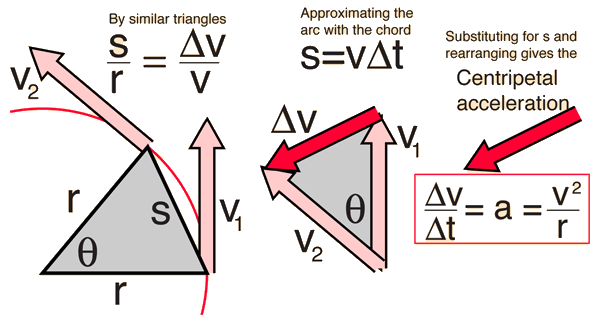 By similar triangles
s/r = Δv/v
v₂
r
s
θ
r
v₁
Approximating the
arc with the chord
s=vΔt
Δv
v₁
θ
v₂
Substituting for s and
rearranging gives the
Centripetal
acceleration
Δv/Δt = a = v²/r